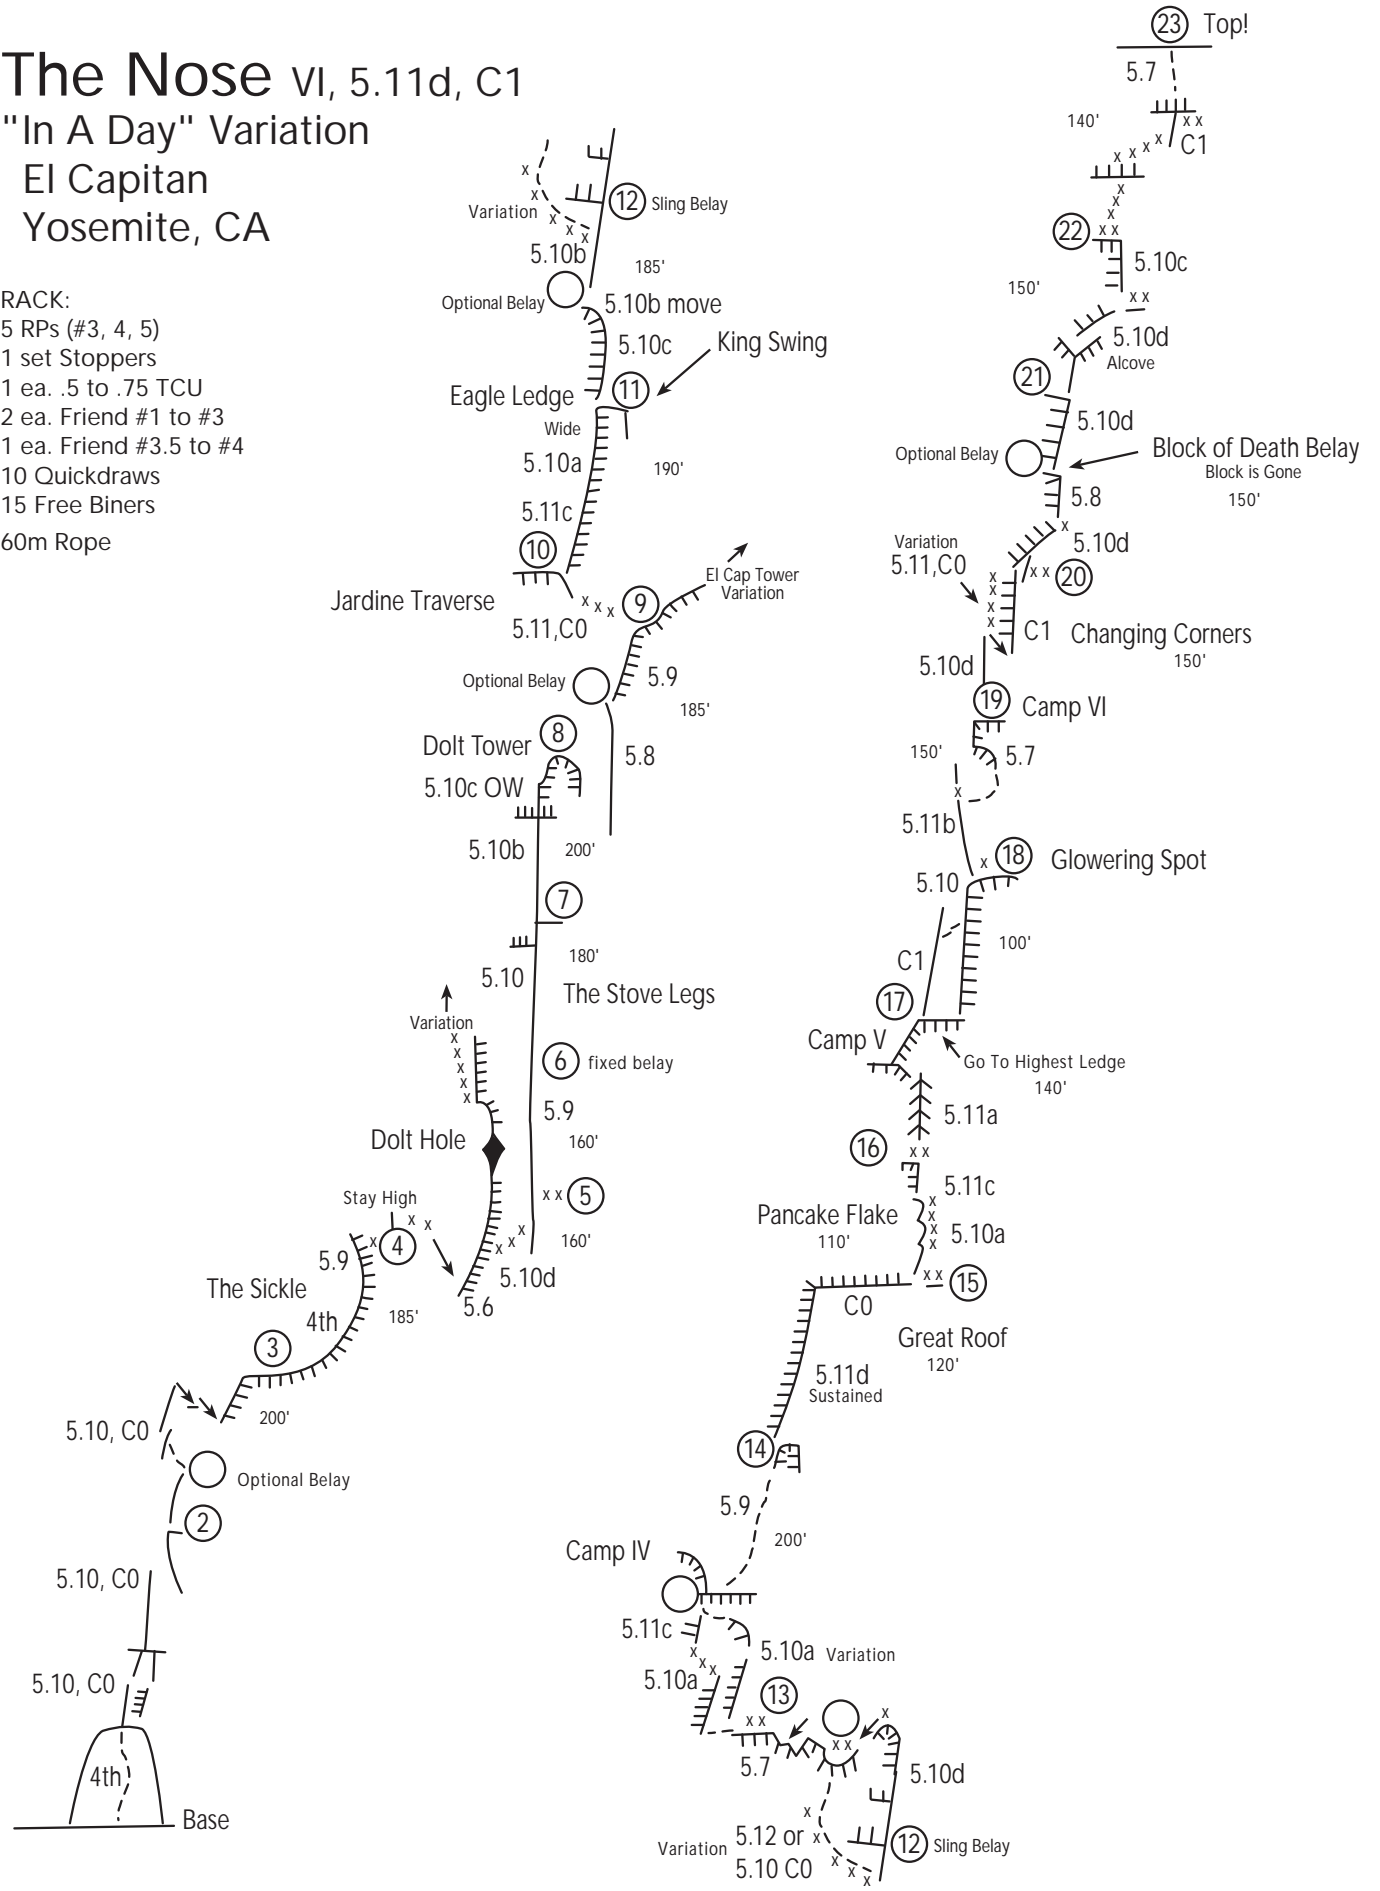 The Nose VI, 5.11d, C1
"In A Day" Variation
El Capitan
Yosemite, CA
RACK:
5 RPs (#3, 4, 5)
1 set Stoppers
1 ea. .5 to .75 TCU
2 ea. Friend #1 to #3
1 ea. Friend #3.5 to #4
10 Quickdraws
15 Free Biners
60m Rope
12 Sling Belay
Variation
5.10b
185'
Optional Belay
5.10b move
5.10c
King Swing
11
Eagle Ledge
Wide
5.10a
190'
5.11c
10
El Cap Tower
Variation
Jardine Traverse
9
5.11,C0
Optional Belay
5.9
185'
8
Dolt Tower
5.8
5.10c OW
5.10b
200'
7
180'
5.10
The Stove Legs
Variation
6 fixed belay
5.9
Dolt Hole
160'
Stay High
x x 5
4
160'
5.9
5.10d
The Sickle
5.6
4th
185'
3
200'
5.10, C0
Optional Belay
2
5.10, C0
5.10, C0
4th
Base
23 Top!
5.7
140'
x x
C1
22
5.10c
150'
x x
5.10d
Alcove
21
5.10d
Optional Belay
Block of Death Belay
Block is Gone
150'
5.8
Variation
5.11,C0
5.10d
x x 20
C1 Changing Corners
150'
5.10d
19 Camp VI
150'
5.7
5.11b
x 18 Glowering Spot
5.10
100'
C1
17
Camp V
Go To Highest Ledge
140'
5.11a
16
x x
5.11c
Pancake Flake
110'
5.10a
x x 15
C0
Great Roof
120'
5.11d
Sustained
14
5.9
200'
Camp IV
5.11c
5.10a Variation
5.10a
13
x x
x x
5.7
5.10d
Variation
5.12 or
5.10 C0
12 Sling Belay